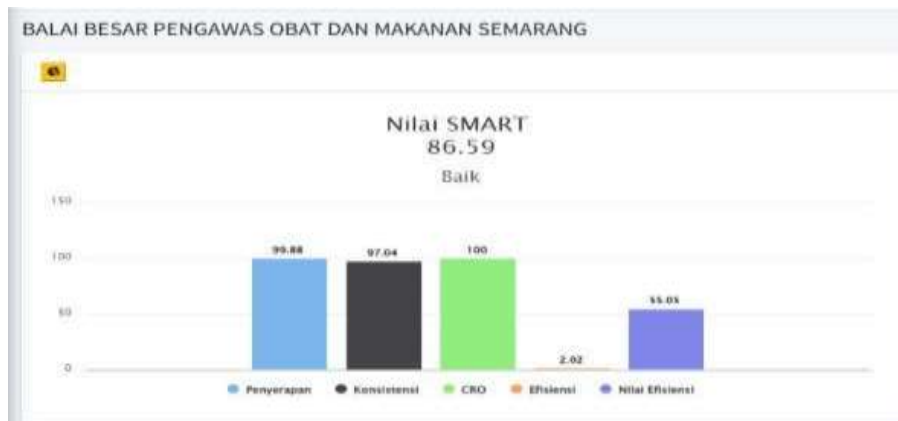 BALAI BESAR PENGAWAS OBAT DAN MAKANAN SEMARANG
Nilai SMART
86.59
Baik
150
100
50
0
99.88
97.04
100
2.02
55.05
Penyerapan Konsistensi CRO Efisiensi Nilai Efisiensi